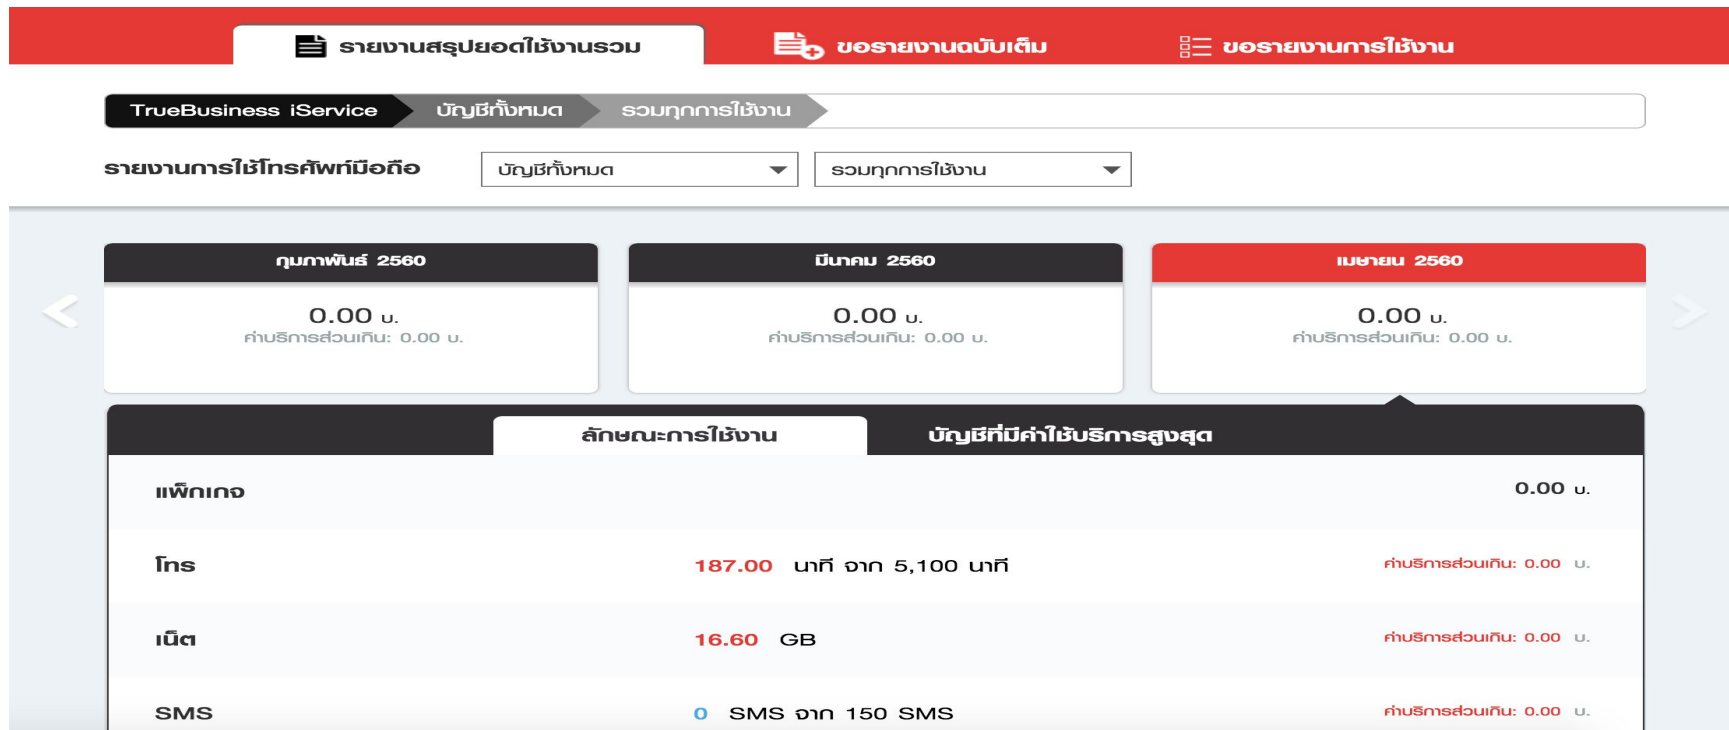 รายงานสรุปยอดใช้งานรวม ขอรายงานฉบับเต็ม ขอรายงานการใช้งาน
TrueBusiness iService บัญชีทั้งหมด รวมทุกการใช้งาน
รายงานการใช้โทรศัพท์มือถือ บัญชีทั้งหมด รวมทุกการใช้งาน
กุมภาพันธ์ 2560 มีนาคม 2560 เมษายน 2560
0.00 บ. 0.00 บ. 0.00 บ.
ค่าบริการส่วนเกิน: 0.00 บ. ค่าบริการส่วนเกิน: 0.00 บ. ค่าบริการส่วนเกิน: 0.00 บ.
ลักษณะการใช้งาน บัญชีที่มีค่าใช้บริการสูงสุด
แพ็กเกจ 0.00 บ.
โทร 187.00 นาที จาก 5,100 นาที ค่าบริการส่วนเกิน: 0.00 บ.
เน็ต 16.60 GB ค่าบริการส่วนเกิน: 0.00 บ.
SMS 0 SMS จาก 150 SMS ค่าบริการส่วนเกิน: 0.00 บ.